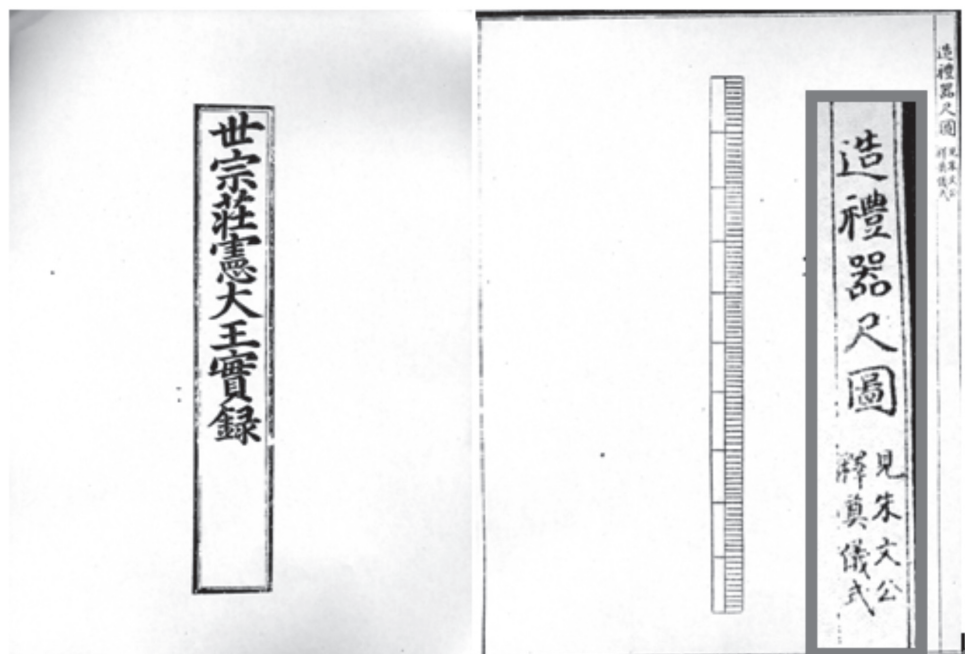 世宗莊憲大王實録
造禮器尺圖
見朱文公
釋奠儀式
造禮器尺圖
見朱文公
釋奠儀式